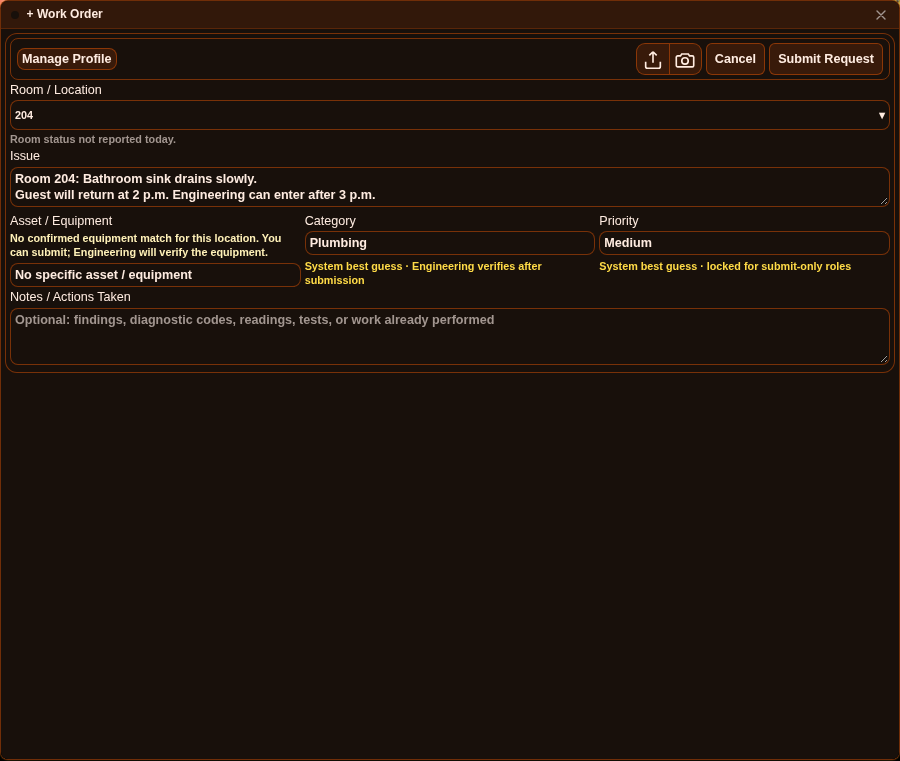 + Work Order
Manage Profile
Cancel
Submit Request
Room / Location
204
Room status not reported today.
Issue
Room 204: Bathroom sink drains slowly.
Guest will return at 2 p.m. Engineering can enter after 3 p.m.
Asset / Equipment
No confirmed equipment match for this location. You
can submit; Engineering will verify the equipment.
No specific asset / equipment
Category
Plumbing
System best guess · Engineering verifies after
submission
Priority
Medium
System best guess · locked for submit-only roles
Notes / Actions Taken
Optional: findings, diagnostic codes, readings, tests, or work already performed